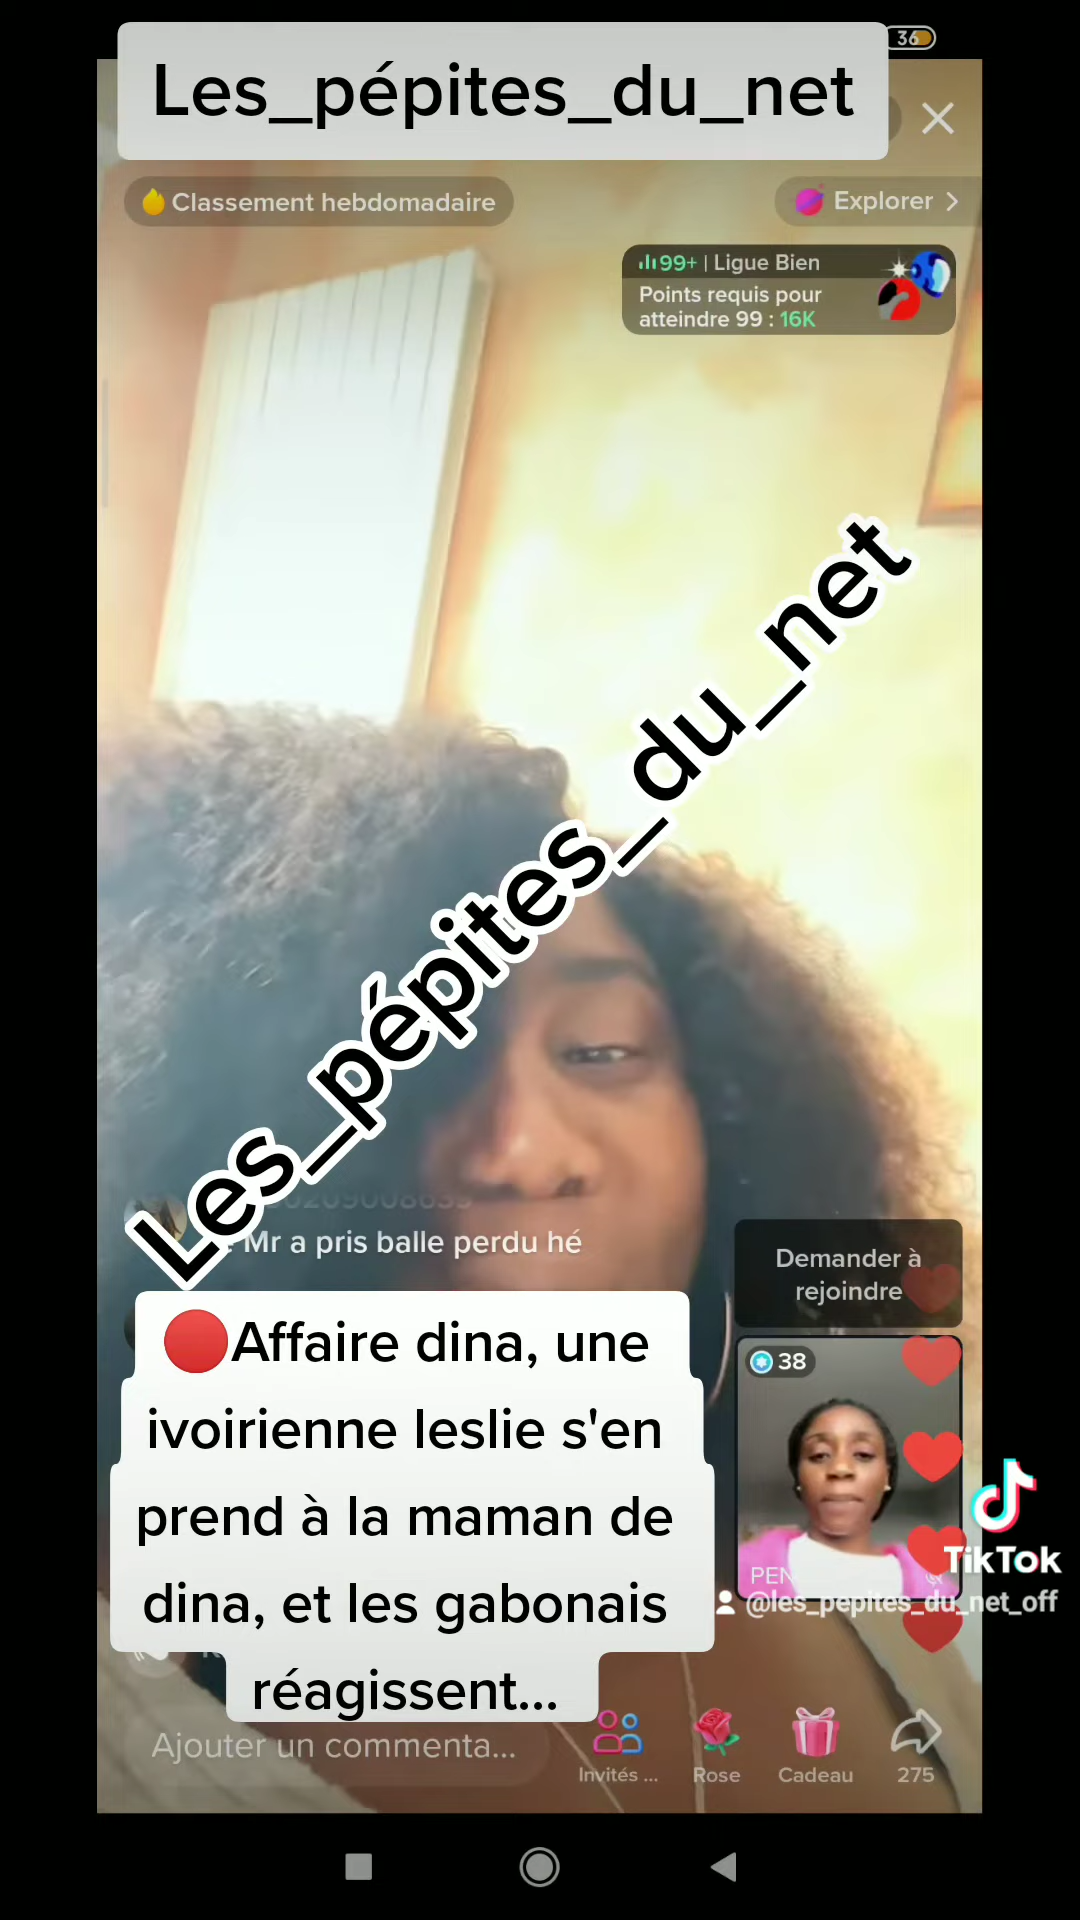 36
Les_pépites_du_net
Classement hebdomadaire
Explorer
99+ | Ligue Bien
Points requis pour
atteindre 99 : 16K
Les_pépites_du_net
Mr a pris balle perdu hé
Demander à
rejoindre
🔴Affaire dina, une
ivoirienne leslie s'en
prend à la maman de
dina, et les gabonais
réagissent...
38
PEN
TikTok
@les_pepites_du_net_off
Ajouter un commenta...
Invités ...
Rose
Cadeau
275